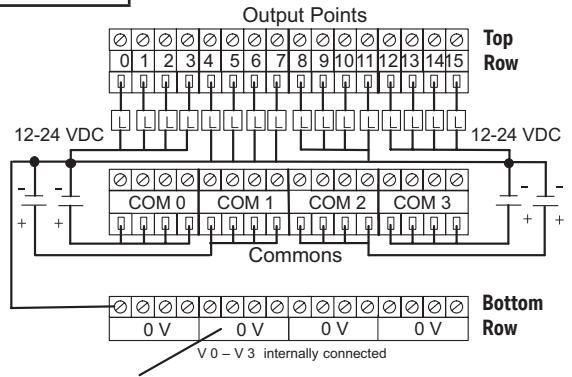 Output Points
Top
Row
0 1 2 3 4 5 6 7 8 9 10 11 12 13 14 15
L L L L L L L L L L L L L L L L
12-24 VDC 12-24 VDC
- - - -
COM 0 COM 1 COM 2 COM 3
+ + + +
Commons
Bottom
Row
0 V 0 V 0 V 0 V
V 0 – V 3 internally connected